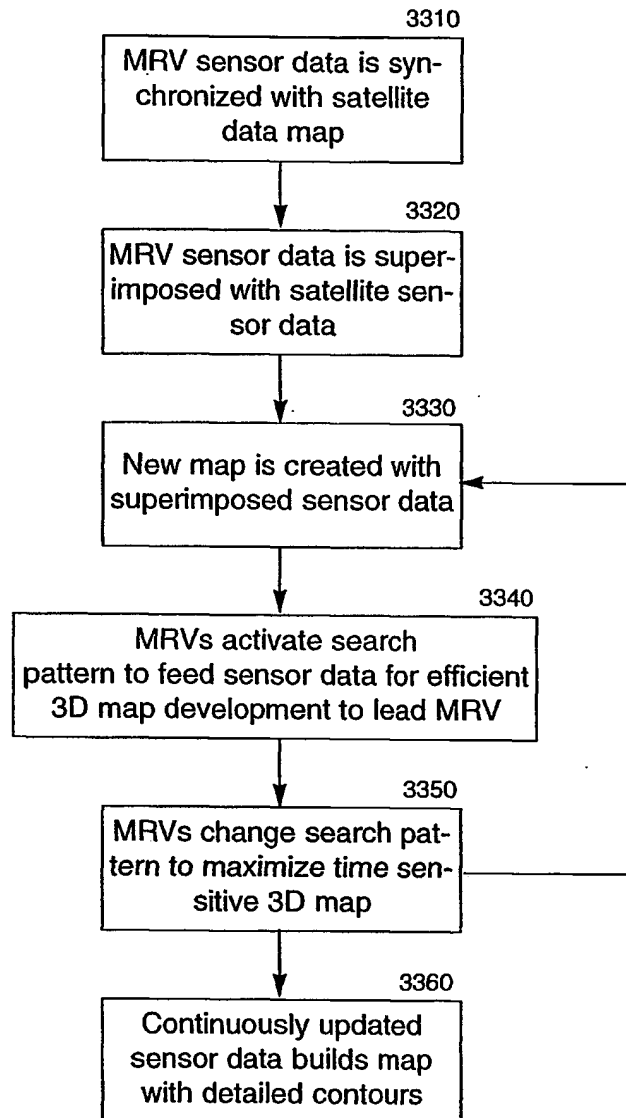 3310
MRV sensor data is syn-
chronized with satellite
data map
3320
MRV sensor data is super-
imposed with satellite sen-
sor data
3330
New map is created with
superimposed sensor data
3340
MRVs activate search
pattern to feed sensor data for efficient
3D map development to lead MRV
3350
MRVs change search pat-
tern to maximize time sen-
sitive 3D map
3360
Continuously updated
sensor data builds map
with detailed contours